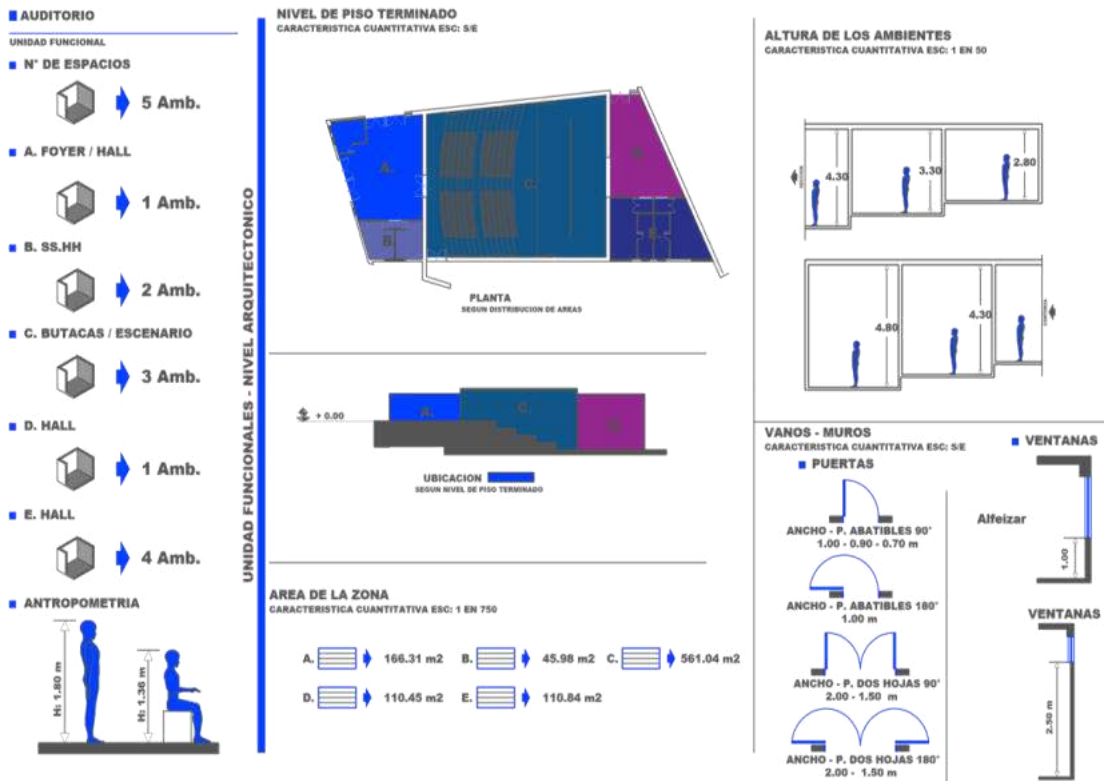 AUDITORIO
UNIDAD FUNCIONAL
N° DE ESPACIOS
5 Amb.
A. FOYER / HALL
1 Amb.
B. SS.HH
2 Amb.
C. BUTACAS / ESCENARIO
3 Amb.
D. HALL
1 Amb.
E. HALL
4 Amb.
ANTROPOMETRIA
H: 1.80 m
H: 1.36 m
UNIDAD FUNCIONALES - NIVEL ARQUITECTONICO
NIVEL DE PISO TERMINADO
CARACTERISTICA CUANTITATIVA ESC: S/E
A.
B.
C.
E.
PLANTA
SEGUN DISTRIBUCION DE AREAS
+ 0.00
A.
C.
UBICACION
SEGUN NIVEL DE PISO TERMINADO
AREA DE LA ZONA
CARACTERISTICA CUANTITATIVA ESC: 1 EN 750
A. 166.31 m2 B. 45.98 m2 C. 561.04 m2
D. 110.45 m2 E. 110.84 m2
ALTURA DE LOS AMBIENTES
CARACTERISTICA CUANTITATIVA ESC: 1 EN 50
4.30
3.30
2.80
4.80
4.30
VANOS - MUROS
CARACTERISTICA CUANTITATIVA ESC: S/E
PUERTAS
ANCHO - P. ABATIBLES 90°
1.00 - 0.90 - 0.70 m
ANCHO - P. ABATIBLES 180°
1.00 m
ANCHO - P. DOS HOJAS 90°
2.00 - 1.50 m
ANCHO - P. DOS HOJAS 180°
2.00 - 1.50 m
VENTANAS
Alfeizar
1.00
VENTANAS
2.50 m